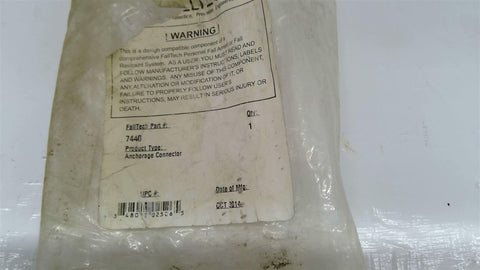 ! WARNING
This is a design compatible component of a
comprehensive FallTech Personal Fall Arrest or Fall
Restraint System. AS A USER, YOU MUST READ AND
FOLLOW MANUFACTURER'S INSTRUCTIONS, LABELS
AND WARNINGS. ANY MISUSE OF THIS COMPONENT,
ANY ALTERATION OR MODIFICATION OF IT, OR
FAILURE TO PROPERLY FOLLOW USERS
INSTRUCTIONS, MAY RESULT IN SERIOUS INJURY OR
DEATH.
FallTech Part #: Qty:
7446 1
Product Type:
Anchorage Connector
UPC #: Date of Mfg:
OCT 2014